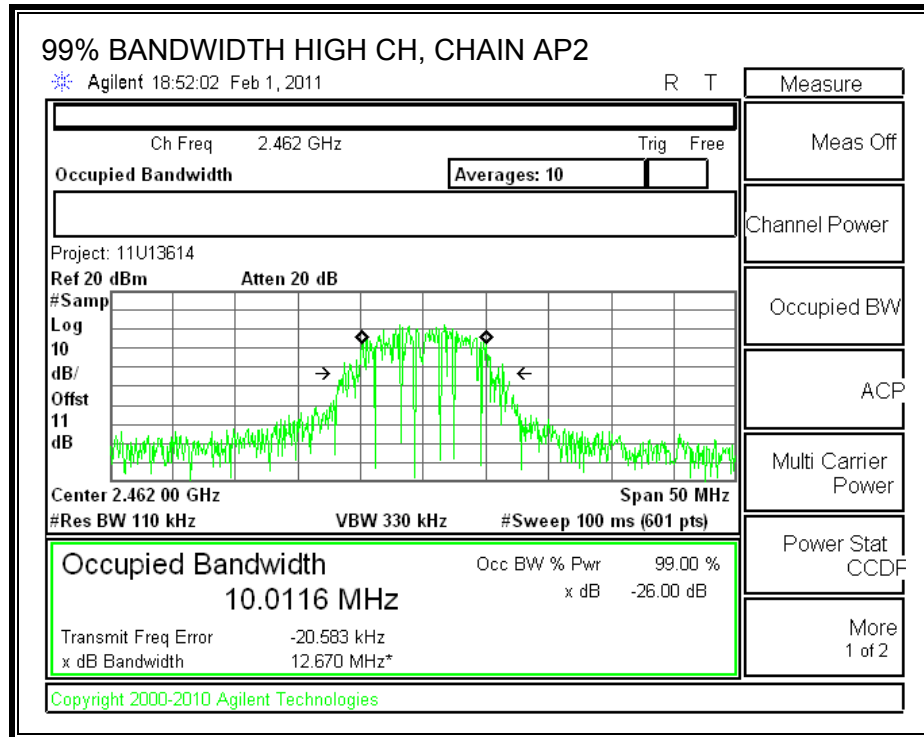 99% BANDWIDTH HIGH CH, CHAIN AP2
Agilent 18:52:02 Feb 1, 2011 R T
Measure
Ch Freq 2.462 GHz Trig Free
Occupied Bandwidth Averages: 10
Meas Off
Channel Power
Occupied BW
ACP
Multi Carrier
Power
Power Stat
CCDF
More
1 of 2
Project: 11U13614
Ref 20 dBm Atten 20 dB
#Samp
Log
10
dB/
Offst
11
dB
Center 2.462 00 GHz Span 50 MHz
#Res BW 110 kHz VBW 330 kHz #Sweep 100 ms (601 pts)
Occupied Bandwidth Occ BW % Pwr 99.00 %
10.0116 MHz x dB -26.00 dB
Transmit Freq Error -20.583 kHz
x dB Bandwidth 12.670 MHz*
Copyright 2000-2010 Agilent Technologies